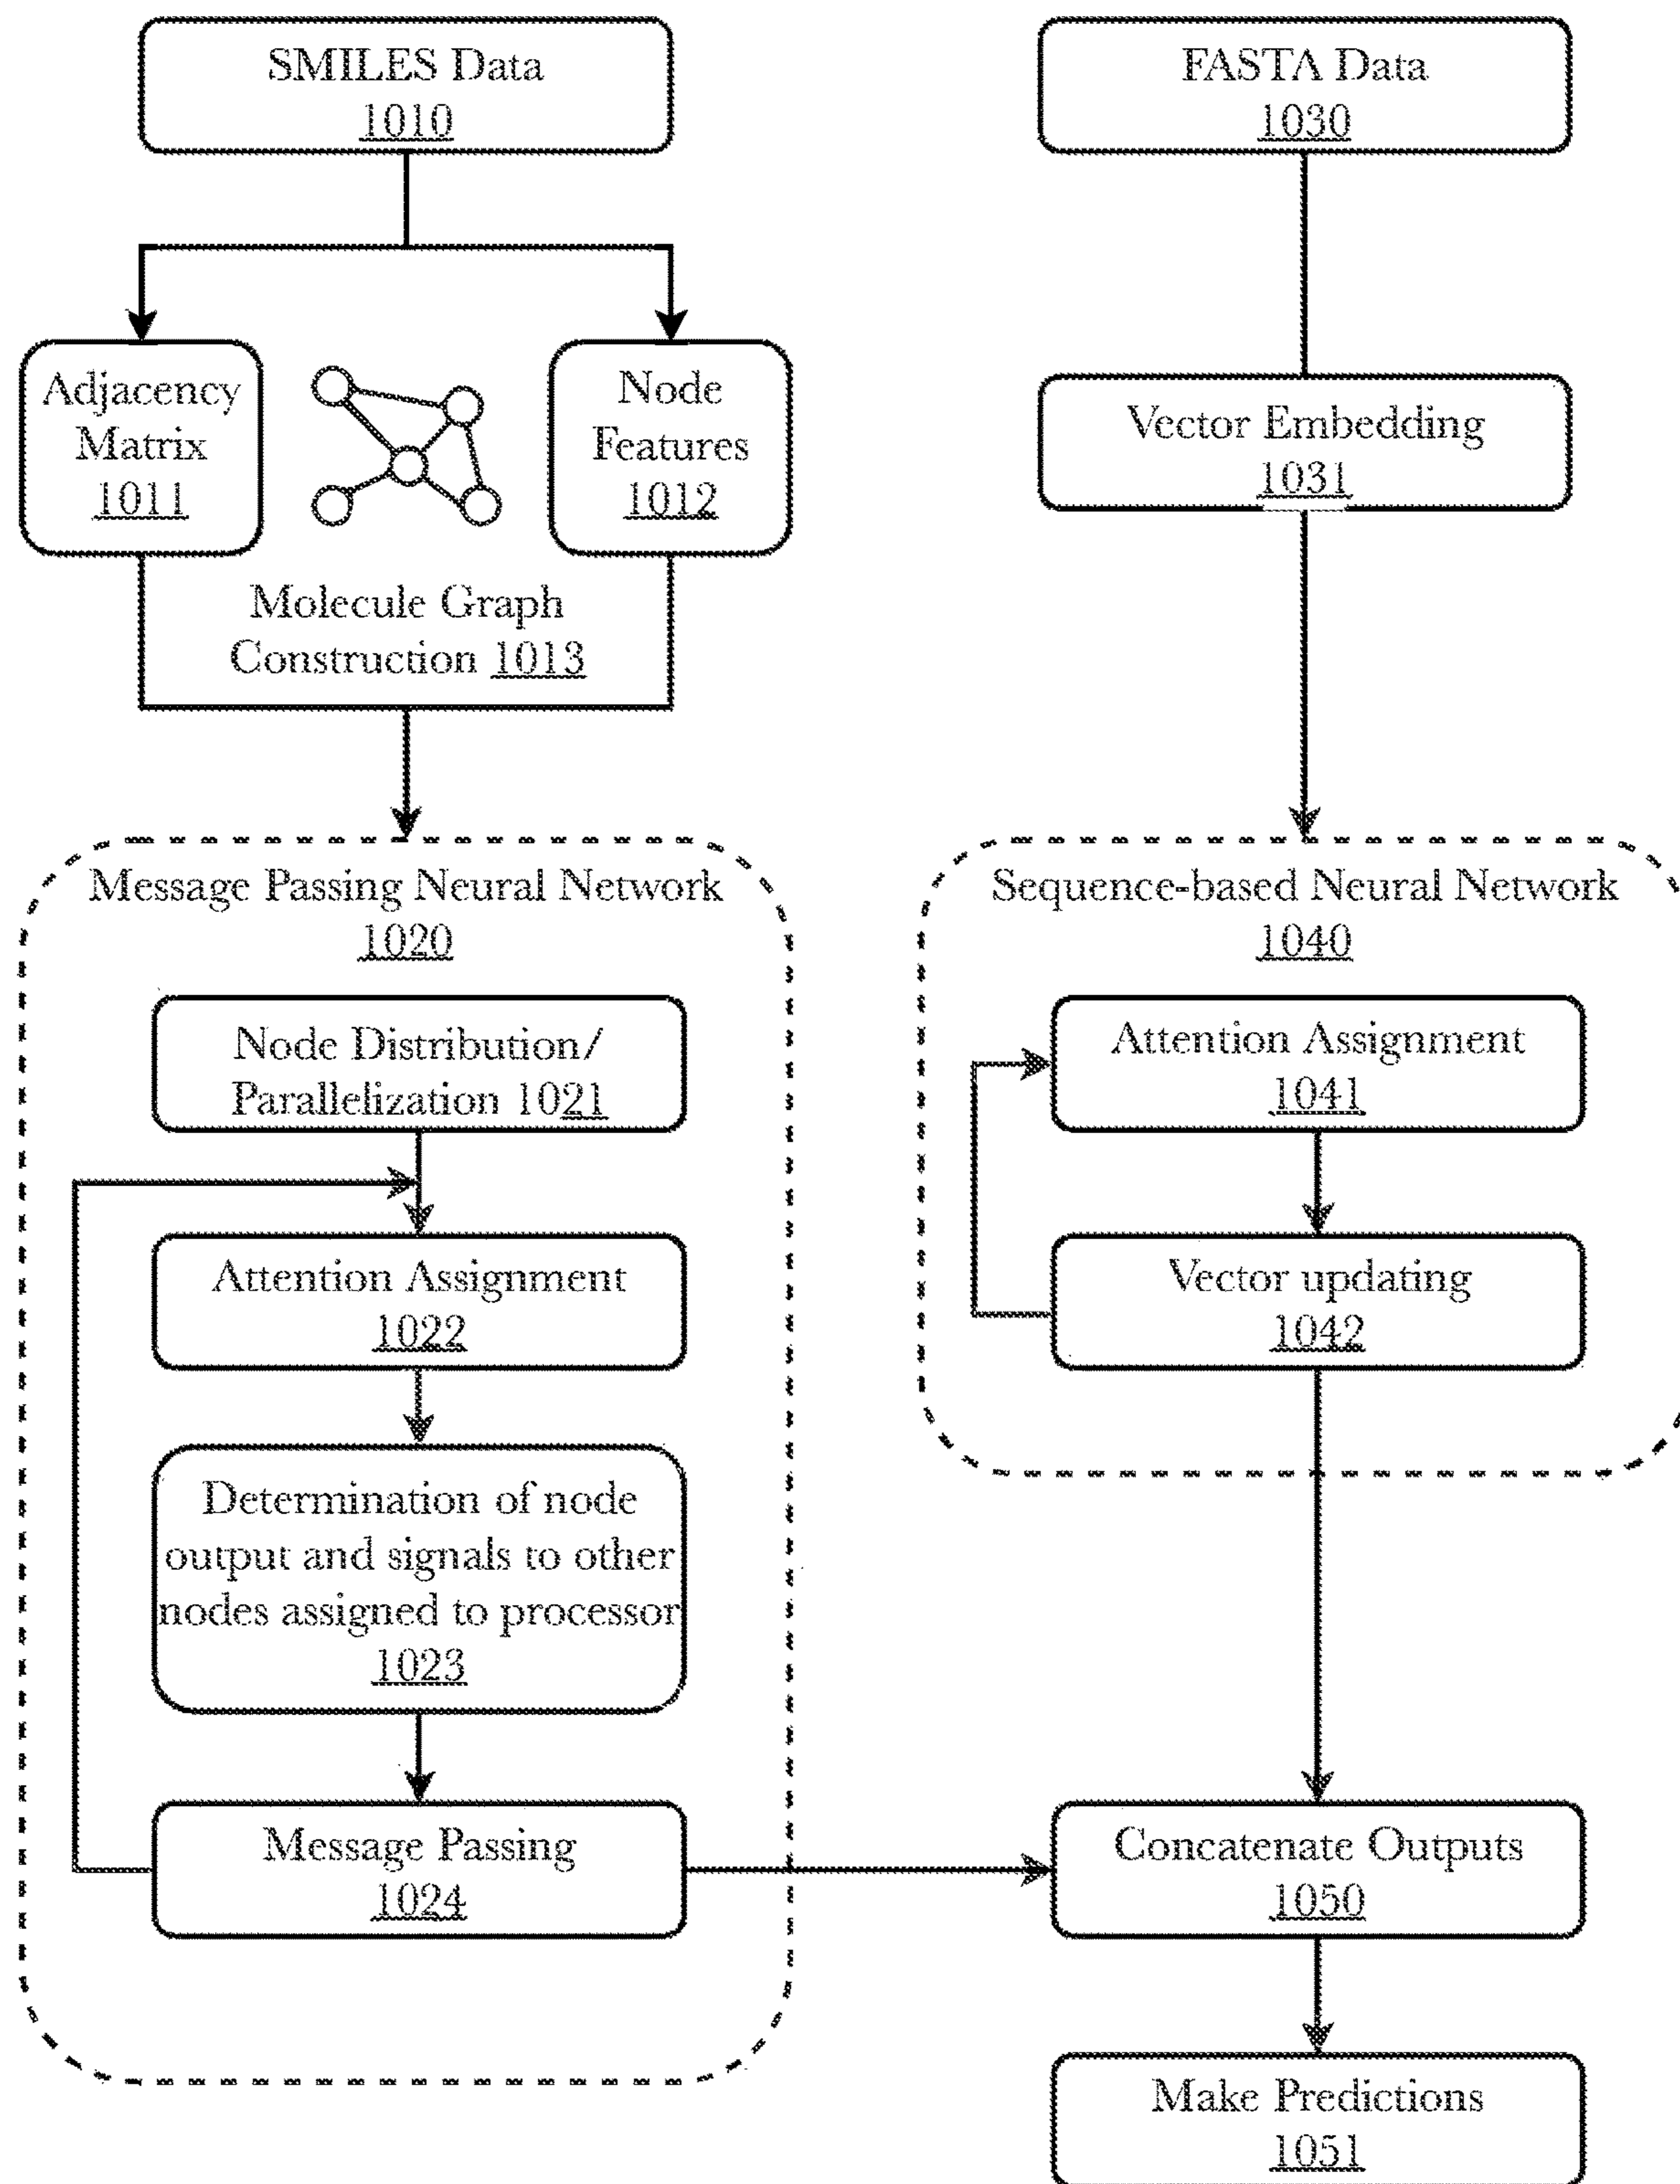 SMILES Data
1010
Adjacency
Matrix
1011
Node
Features
1012
Molecule Graph
Construction 1013
Message Passing Neural Network
1020
Node Distribution/
Parallelization 1021
Attention Assignment
1022
Determination of node
output and signals to other
nodes assigned to processor
1023
Message Passing
1024
FASTA Data
1030
Vector Embedding
1031
Sequence-based Neural Network
1040
Attention Assignment
1041
Vector updating
1042
Concatenate Outputs
1050
Make Predictions
1051